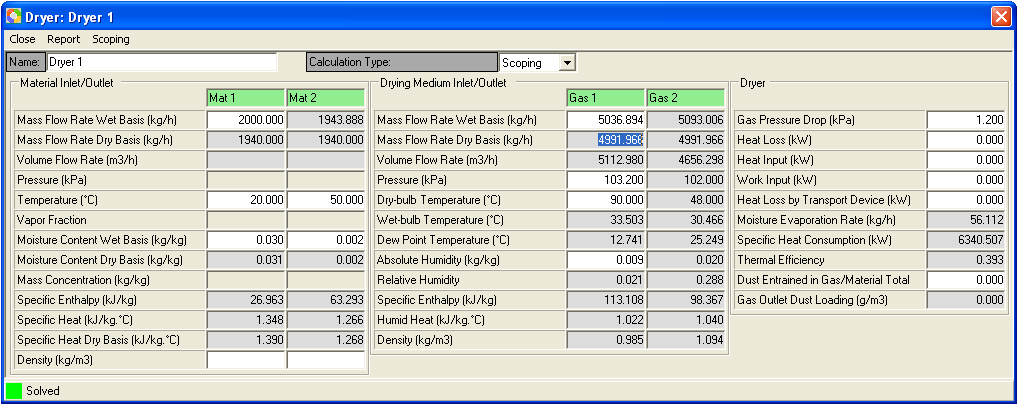 Dryer: Dryer 1
Close Report Scoping
Name: Dryer 1 Calculation Type: Scoping
Material Inlet/Outlet
Mat 1 Mat 2
Mass Flow Rate Wet Basis (kg/h) 2000.000 1943.888
Mass Flow Rate Dry Basis (kg/h) 1940.000 1940.000
Volume Flow Rate (m3/h)
Pressure (kPa)
Temperature (°C) 20.000 50.000
Vapor Fraction
Moisture Content Wet Basis (kg/kg) 0.030 0.002
Moisture Content Dry Basis (kg/kg) 0.031 0.002
Mass Concentration (kg/kg)
Specific Enthalpy (kJ/kg) 26.963 63.293
Specific Heat (kJ/kg.°C) 1.348 1.266
Specific Heat Dry Basis (kJ/kg.°C) 1.390 1.268
Density (kg/m3)
Drying Medium Inlet/Outlet
Gas 1 Gas 2
Mass Flow Rate Wet Basis (kg/h) 5036.894 5093.006
Mass Flow Rate Dry Basis (kg/h) 4991.966 4991.966
Volume Flow Rate (m3/h) 5112.980 4656.298
Pressure (kPa) 103.200 102.000
Dry-bulb Temperature (°C) 90.000 48.000
Wet-bulb Temperature (°C) 33.503 30.466
Dew Point Temperature (°C) 12.741 25.249
Absolute Humidity (kg/kg) 0.009 0.020
Relative Humidity 0.021 0.288
Specific Enthalpy (kJ/kg) 113.108 98.367
Humid Heat (kJ/kg.°C) 1.022 1.040
Density (kg/m3) 0.985 1.094
Dryer
Gas Pressure Drop (kPa) 1.200
Heat Loss (kW) 0.000
Heat Input (kW) 0.000
Work Input (kW) 0.000
Heat Loss by Transport Device (kW) 0.000
Moisture Evaporation Rate (kg/h) 56.112
Specific Heat Consumption (kW) 6340.507
Thermal Efficiency 0.393
Dust Entrained in Gas/Material Total 0.000
Gas Outlet Dust Loading (g/m3) 0.000
Solved